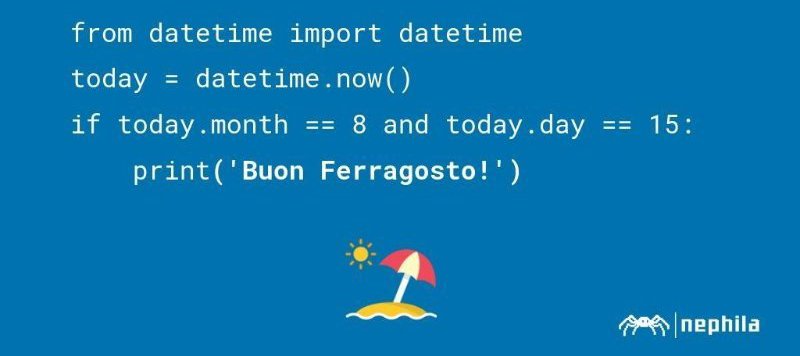 from datetime import datetime
today = datetime.now()
if today.month == 8 and today.day == 15:
    print('Buon Ferragosto!')
nephila